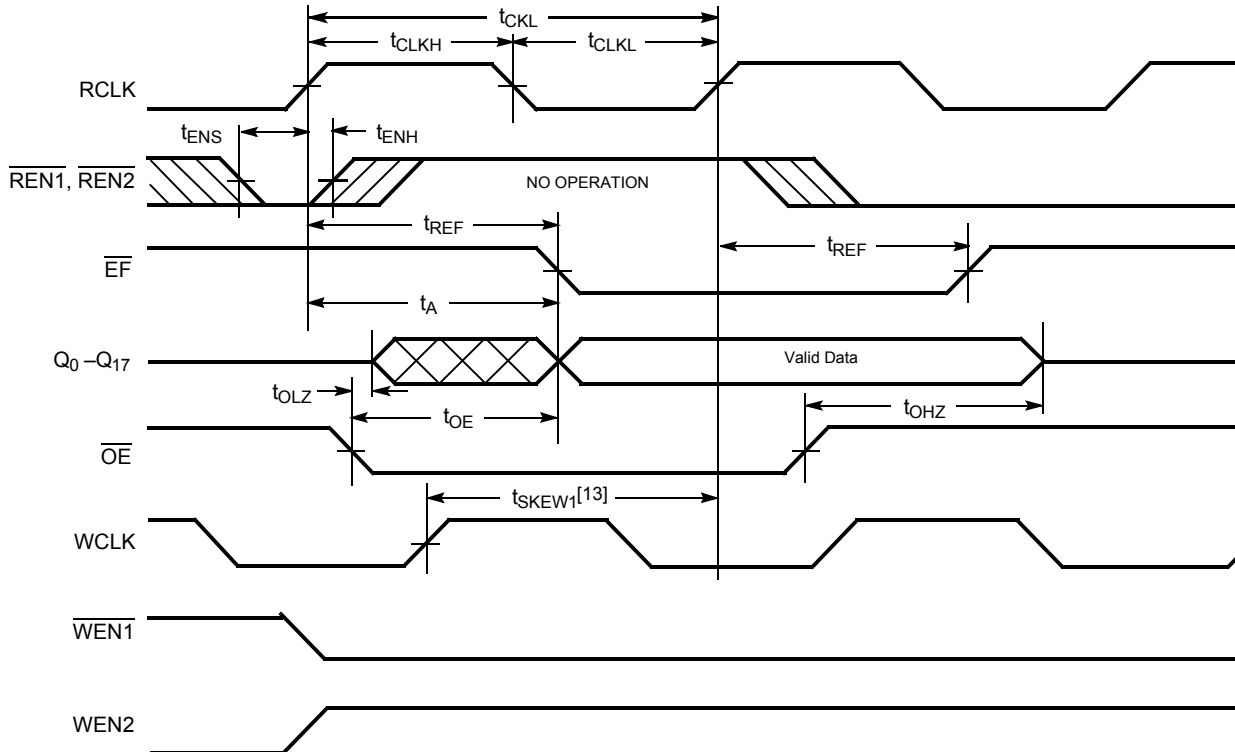 tCKL
tCLKH
tCLKL
RCLK
tENS
tENH
REN1, REN2
NO OPERATION
tREF
tREF
EF
tA
Q0 –Q17
Valid Data
tOLZ
tOE
tOHZ
OE
tSKEW1[13]
WCLK
WEN1
WEN2